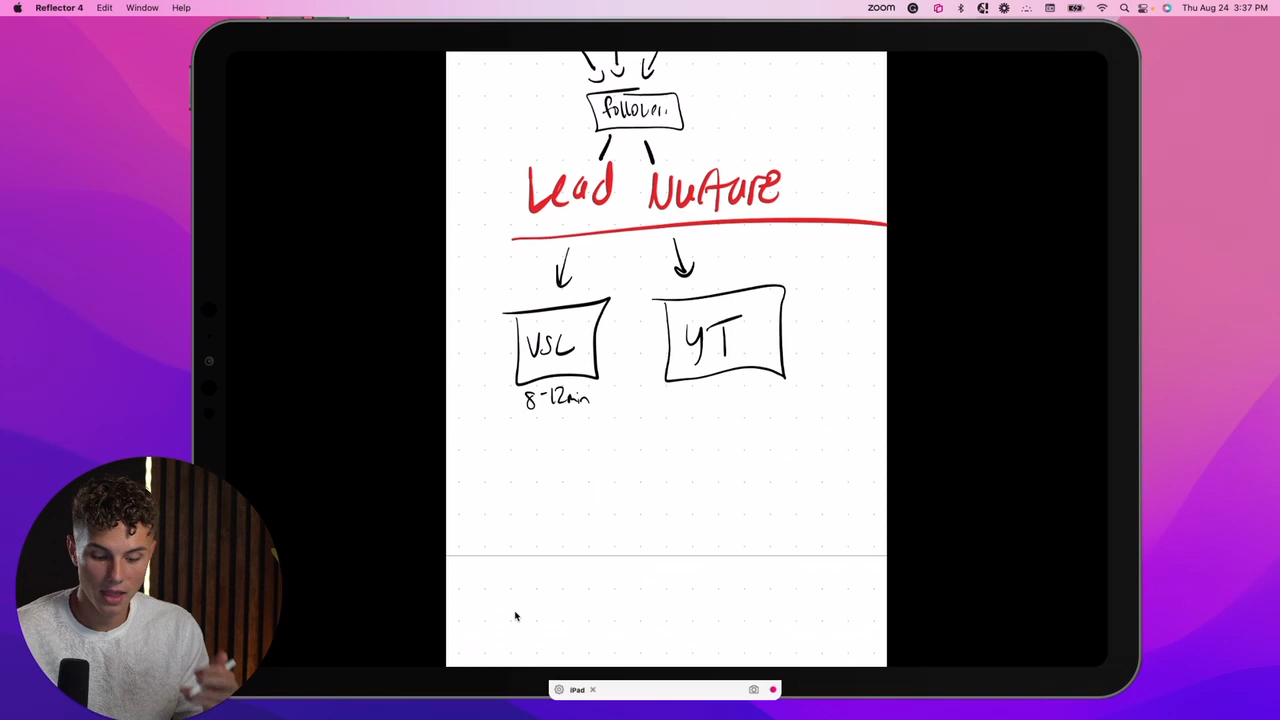 Reflector 4 Edit Window Help zoom Thu Aug 24 3:37 PM
follower.
Lead Nurture
VSL YT
8-12min
iPad